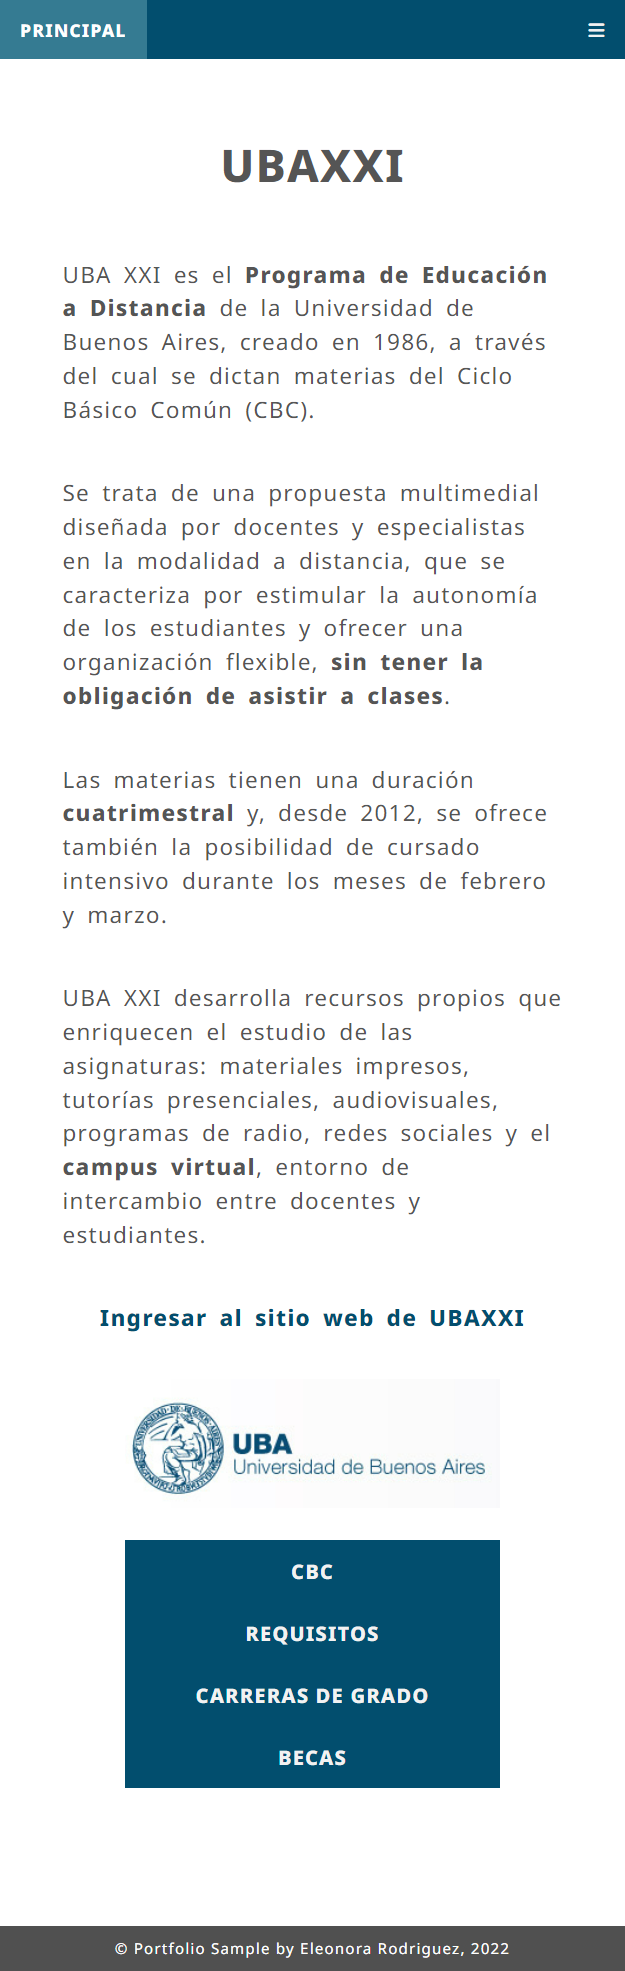 PRINCIPAL
UBAXXI
UBA XXI es el Programa de Educación
a Distancia de la Universidad de
Buenos Aires, creado en 1986, a través
del cual se dictan materias del Ciclo
Básico Común (CBC).
Se trata de una propuesta multimedial
diseñada por docentes y especialistas
en la modalidad a distancia, que se
caracteriza por estimular la autonomía
de los estudiantes y ofrecer una
organización flexible, sin tener la
obligación de asistir a clases.
Las materias tienen una duración
cuatrimestral y, desde 2012, se ofrece
también la posibilidad de cursado
intensivo durante los meses de febrero
y marzo.
UBA XXI desarrolla recursos propios que
enriquecen el estudio de las
asignaturas: materiales impresos,
tutorías presenciales, audiovisuales,
programas de radio, redes sociales y el
campus virtual, entorno de
intercambio entre docentes y
estudiantes.
Ingresar al sitio web de UBAXXI
UBA
Universidad de Buenos Aires
CBC
REQUISITOS
CARRERAS DE GRADO
BECAS
© Portfolio Sample by Eleonora Rodriguez, 2022